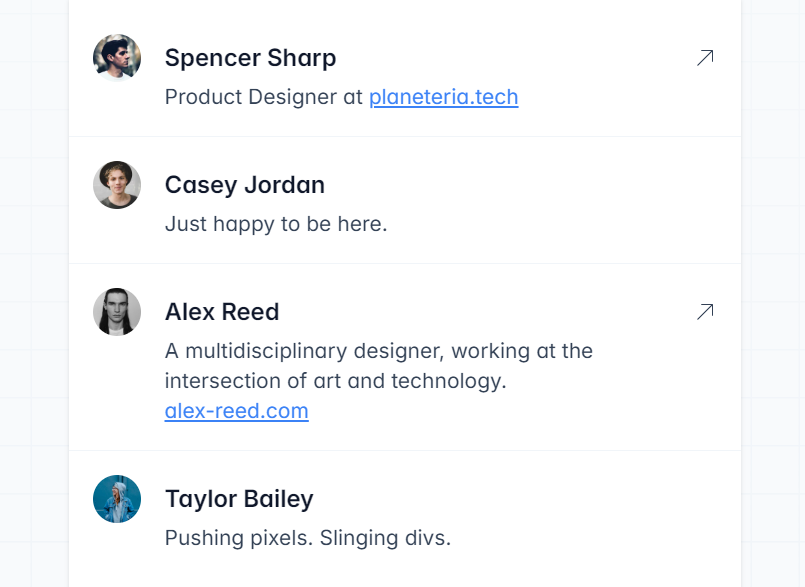 Spencer Sharp
Product Designer at planeteria.tech
Casey Jordan
Just happy to be here.
Alex Reed
A multidisciplinary designer, working at the
intersection of art and technology.
alex-reed.com
Taylor Bailey
Pushing pixels. Slinging divs.